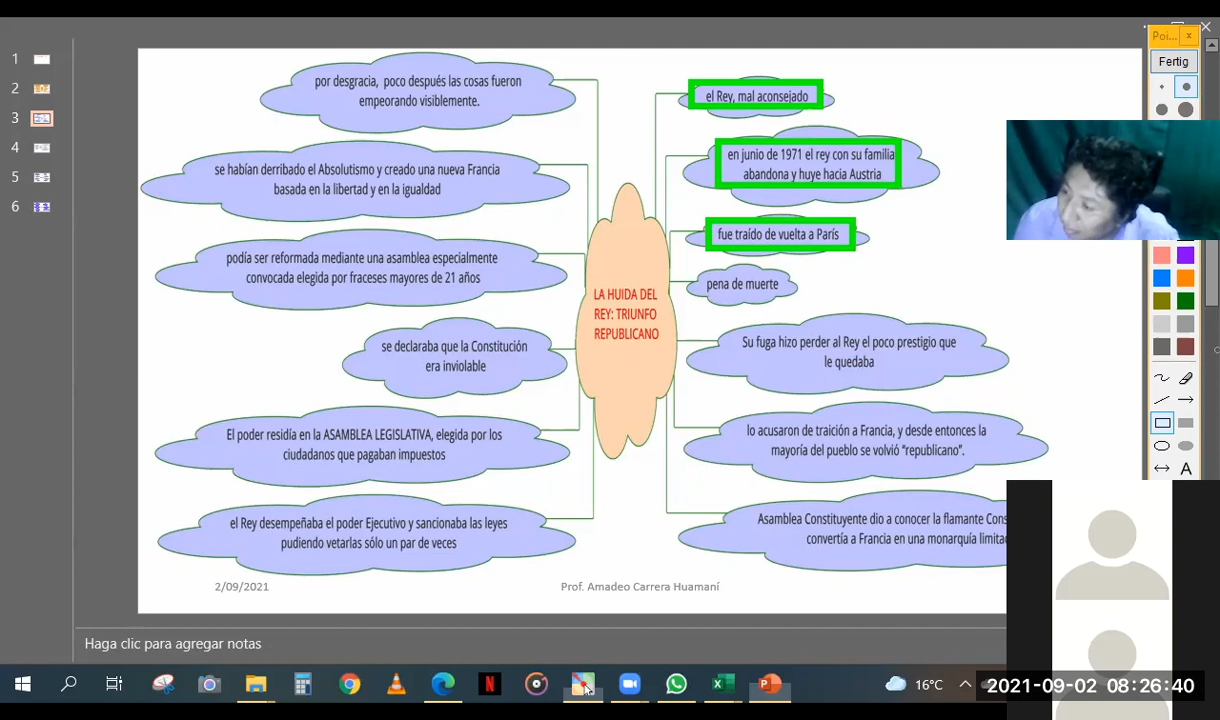 1
2
3
4
5
6
por desgracia, poco después las cosas fueron
empeorando visiblemente.
se habían derribado el Absolutismo y creado una nueva Francia
basada en la libertad y en la igualdad
podía ser reformada mediante una asamblea especialmente
convocada elegida por fraceses mayores de 21 años
se declaraba que la Constitución
era inviolable
El poder residía en la ASAMBLEA LEGISLATIVA, elegida por los
ciudadanos que pagaban impuestos
el Rey desempeñaba el poder Ejecutivo y sancionaba las leyes
pudiendo vetarlas sólo un par de veces
LA HUIDA DEL
REY: TRIUNFO
REPUBLICANO
el Rey, mal aconsejado
en junio de 1971 el rey con su familia
abandona y huye hacia Austria
fue traído de vuelta a París
pena de muerte
Su fuga hizo perder al Rey el poco prestigio que
le quedaba
lo acusaron de traición a Francia, y desde entonces la
mayoría del pueblo se volvió “republicano”.
Asamblea Constituyente dio a conocer la flamante Cons
convertía a Francia en una monarquía limitad
2/09/2021
Prof. Amadeo Carrera Huamaní
Haga clic para agregar notas
Poi...
x
Fertig
A
16°C
2021-09-02 08:26:40